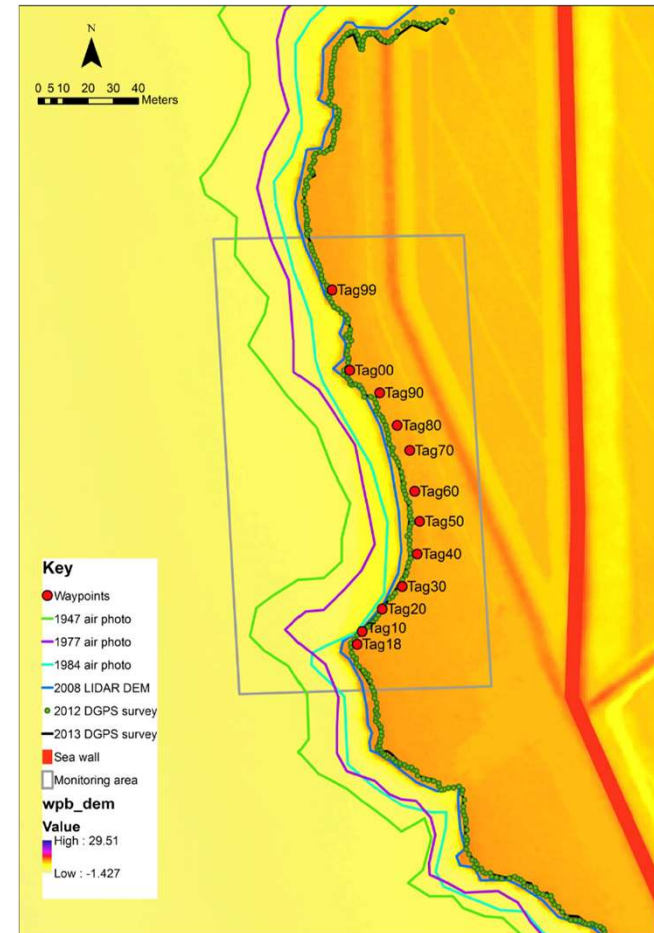 N
0 5 10 20 30 40
Meters
Tag99
Tag00
Tag90
Tag80
Tag70
Tag60
Tag50
Tag40
Tag30
Tag20
Tag10
Tag18
Key
Waypoints
1947 air photo
1977 air photo
1984 air photo
2008 LIDAR DEM
2012 DGPS survey
2013 DGPS survey
Sea wall
Monitoring area
wpb_dem
Value
High : 29.51
Low : -1.427